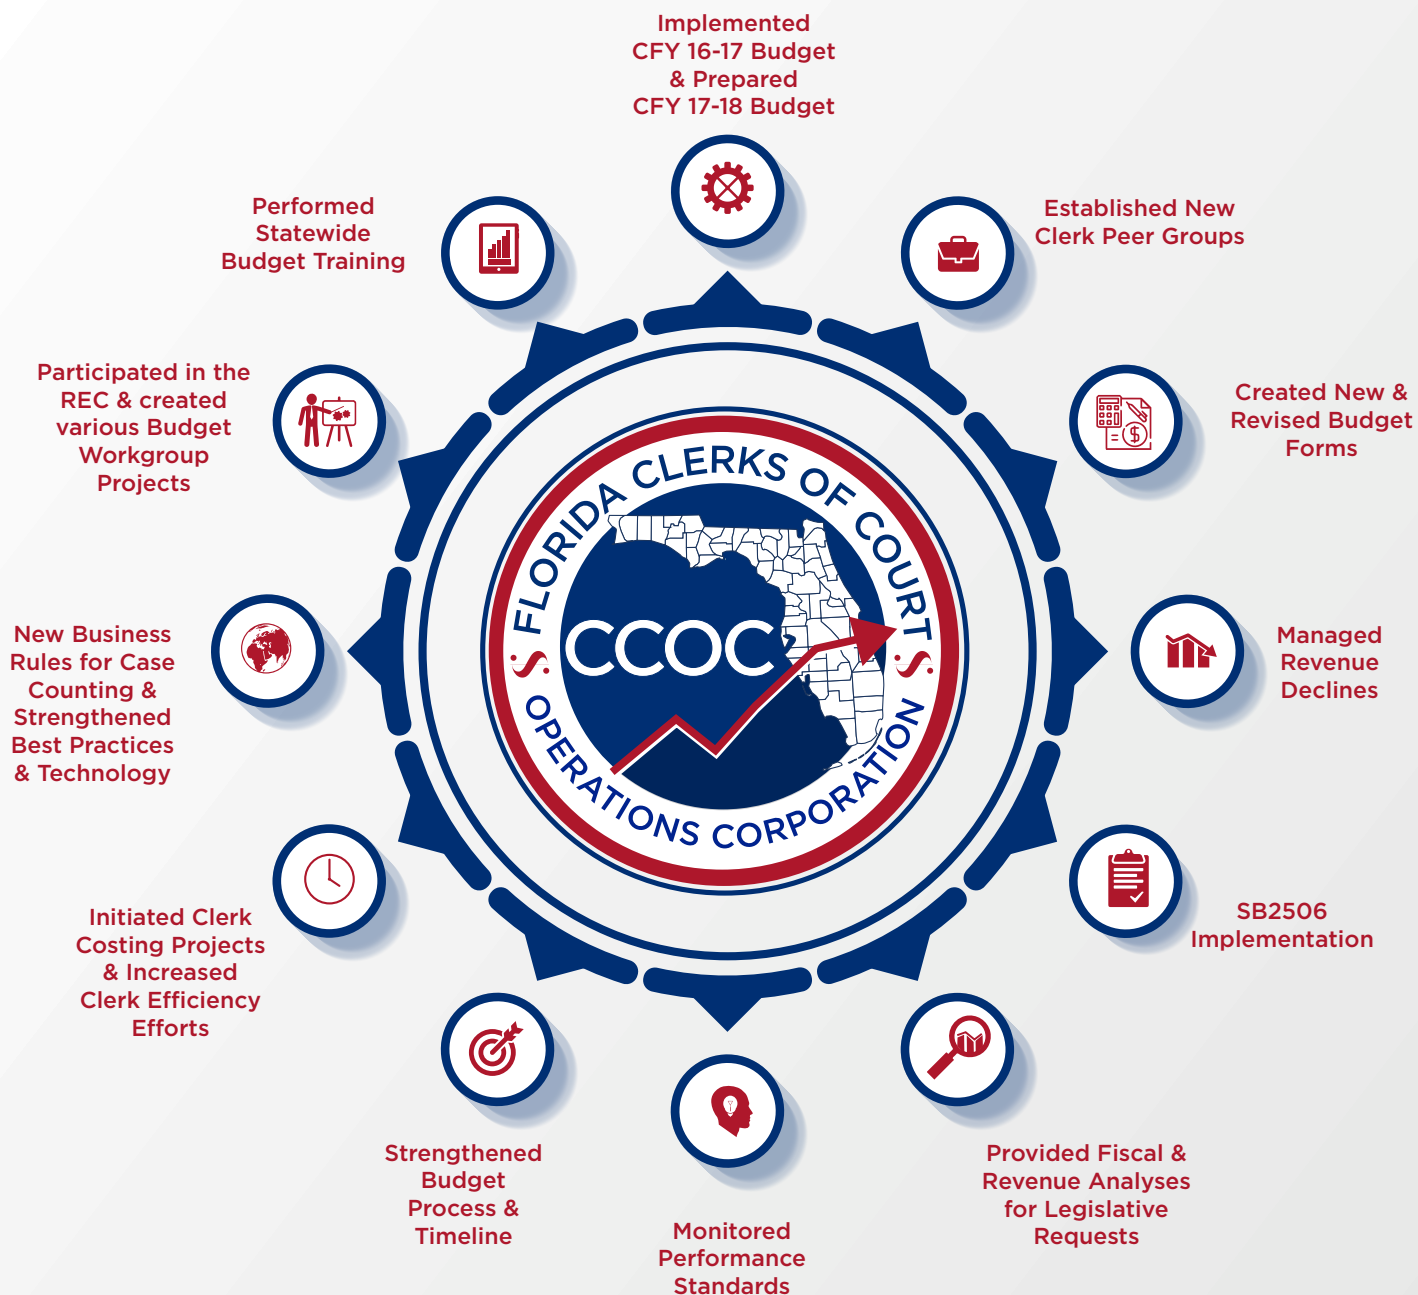 Implemented
CFY 16-17 Budget
& Prepared
CFY 17-18 Budget
Established New
Clerk Peer Groups
Created New &
Revised Budget
Forms
Managed
Revenue
Declines
SB2506
Implementation
Provided Fiscal &
Revenue Analyses
for Legislative
Requests
Monitored
Performance
Standards
Strengthened
Budget
Process &
Timeline
Initiated Clerk
Costing Projects
& Increased
Clerk Efficiency
Efforts
New Business
Rules for Case
Counting &
Strengthened
Best Practices
& Technology
Participated in the
REC & created
various Budget
Workgroup
Projects
Performed
Statewide
Budget Training
FLORIDA CLERKS OF COURT
CCOC
OPERATIONS CORPORATION
$